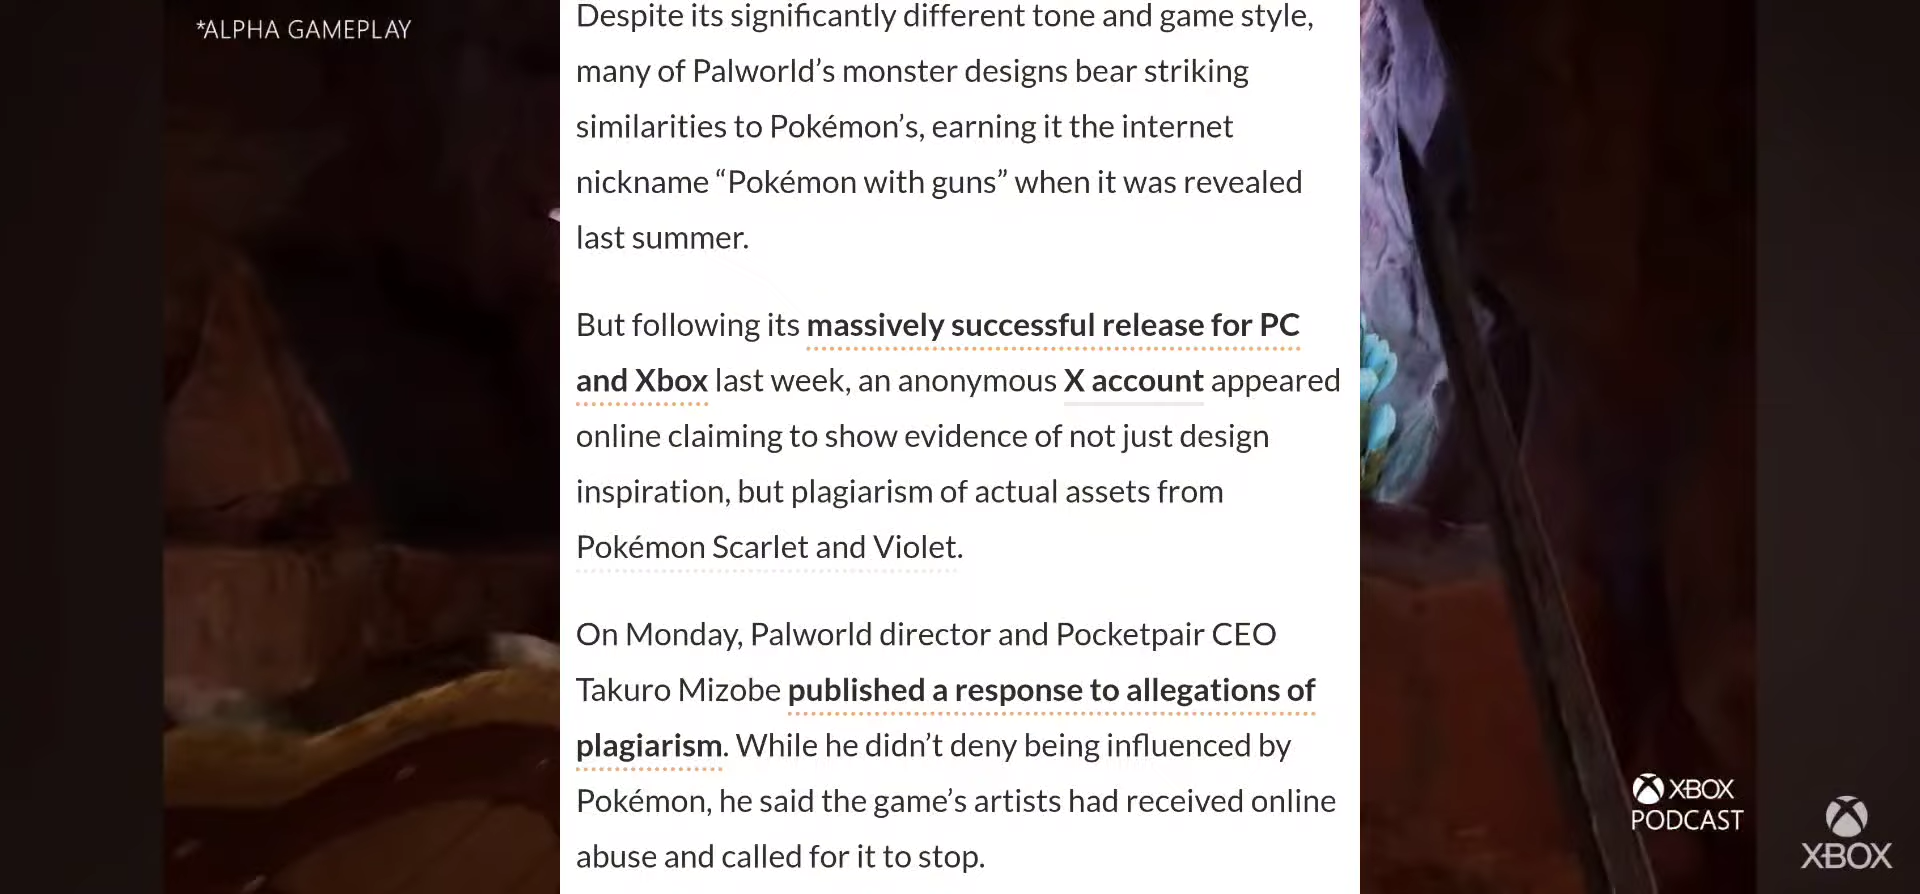 *ALPHA GAMEPLAY
Despite its significantly different tone and game style,
many of Palworld’s monster designs bear striking
similarities to Pokémon’s, earning it the internet
nickname “Pokémon with guns” when it was revealed
last summer.
But following its massively successful release for PC
and Xbox last week, an anonymous X account appeared
online claiming to show evidence of not just design
inspiration, but plagiarism of actual assets from
Pokémon Scarlet and Violet.
On Monday, Palworld director and Pocketpair CEO
Takuro Mizobe published a response to allegations of
plagiarism. While he didn’t deny being influenced by
Pokémon, he said the game’s artists had received online
abuse and called for it to stop.
XBOX
PODCAST
XBOX